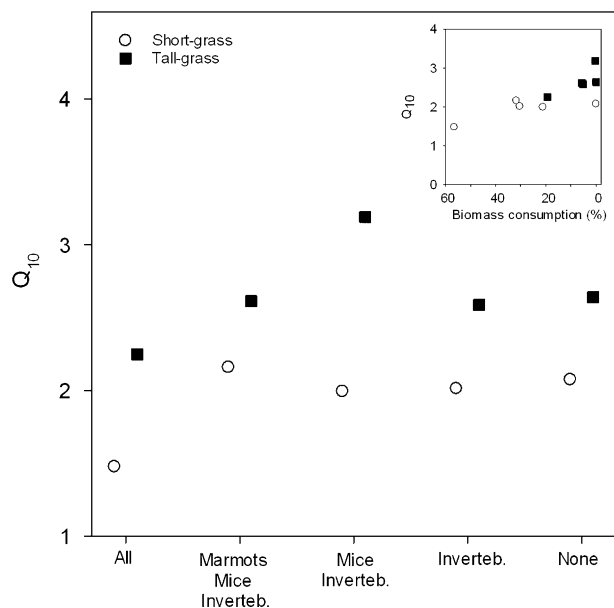 Short-grass
Tall-grass
4
3
2
1
Q10
All
Marmots
Mice
Inverteb.
Mice
Inverteb.
Inverteb.
None
4
3
2
1
0
Q10
60 40 20 0
Biomass consumption (%)